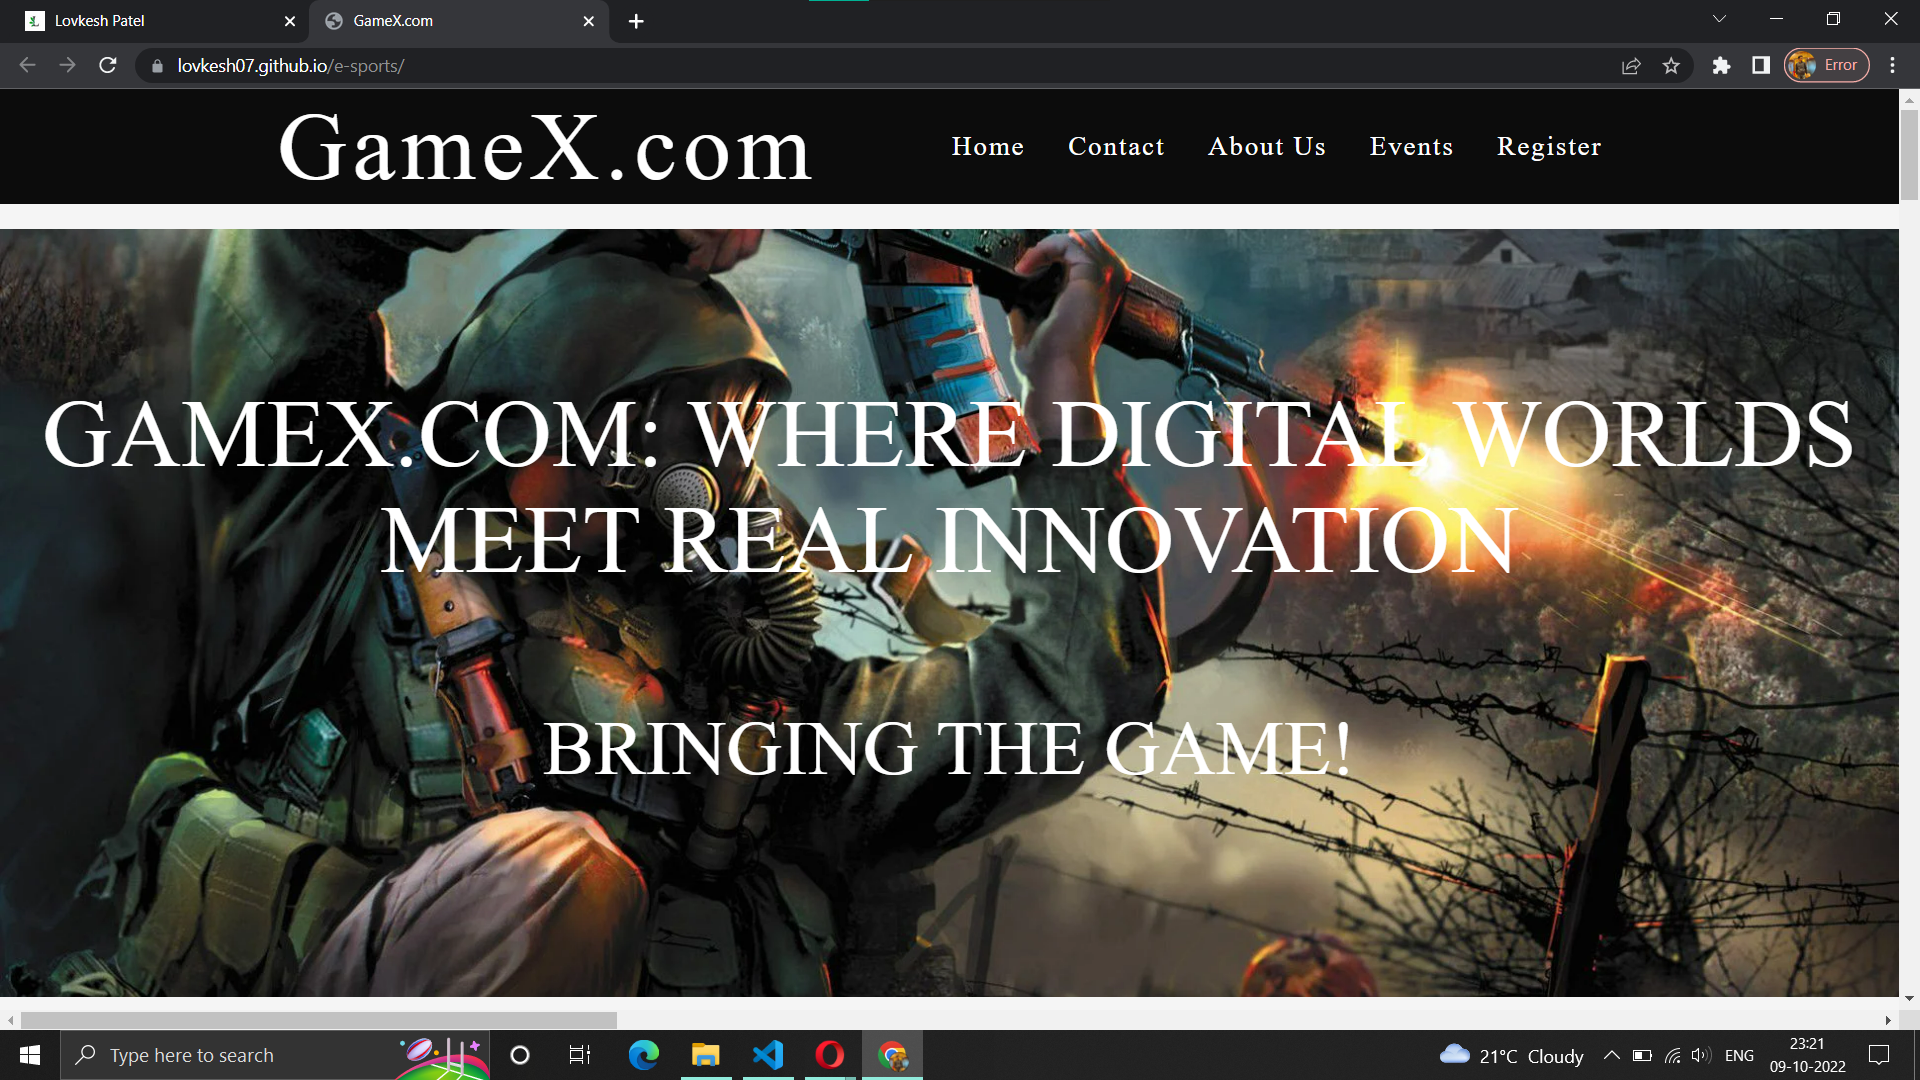 Lovkesh Patel
GameX.com
lovkesh07.github.io/e-sports/
Error
GameX.com
Home
Contact
About Us
Events
Register
GAMEX.COM: WHERE DIGITAL WORLDS
MEET REAL INNOVATION
BRINGING THE GAME!
Type here to search
21°C Cloudy
ENG
23:21
09-10-2022